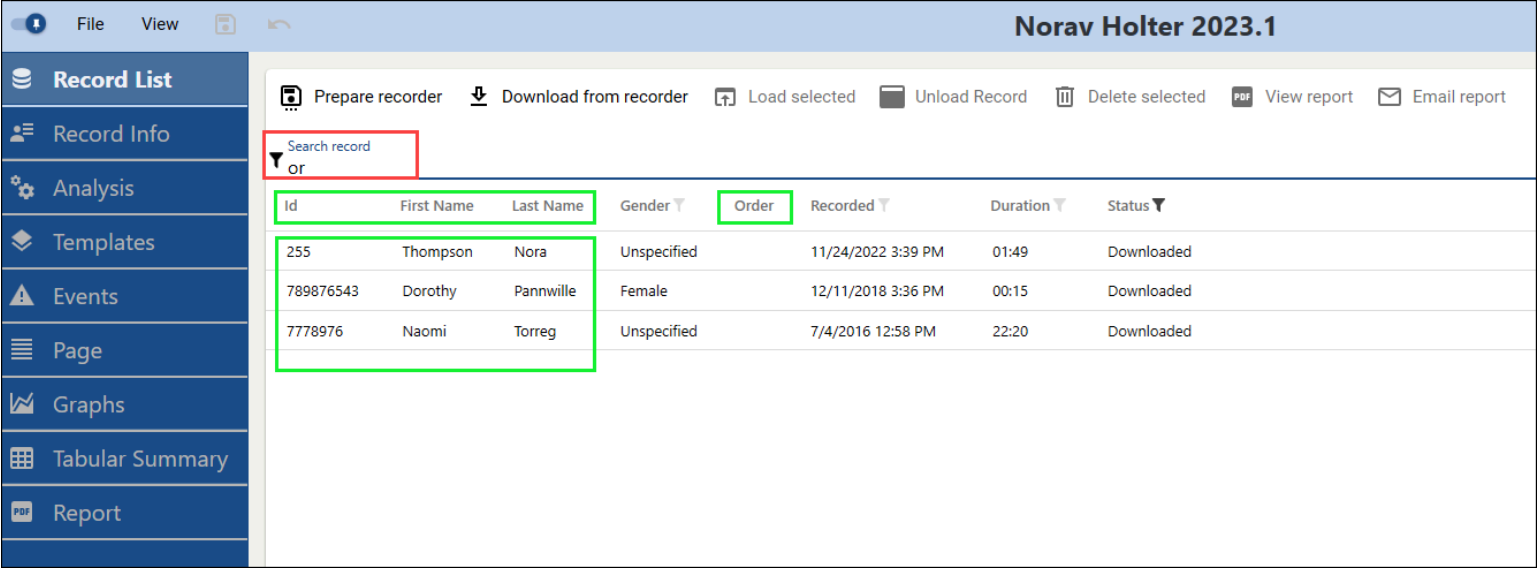 File View Norav Holter 2023.1
Record List
Record Info
Analysis
Templates
Events
Page
Graphs
Tabular Summary
PDF Report
Prepare recorder Download from recorder Load selected Unload Record Delete selected PDF View report Email report
Search record
or
Id First Name Last Name Gender Order Recorded Duration Status
255 Thompson Nora Unspecified 11/24/2022 3:39 PM 01:49 Downloaded
789876543 Dorothy Pannwille Female 12/11/2018 3:36 PM 00:15 Downloaded
7778976 Naomi Torreg Unspecified 7/4/2016 12:58 PM 22:20 Downloaded